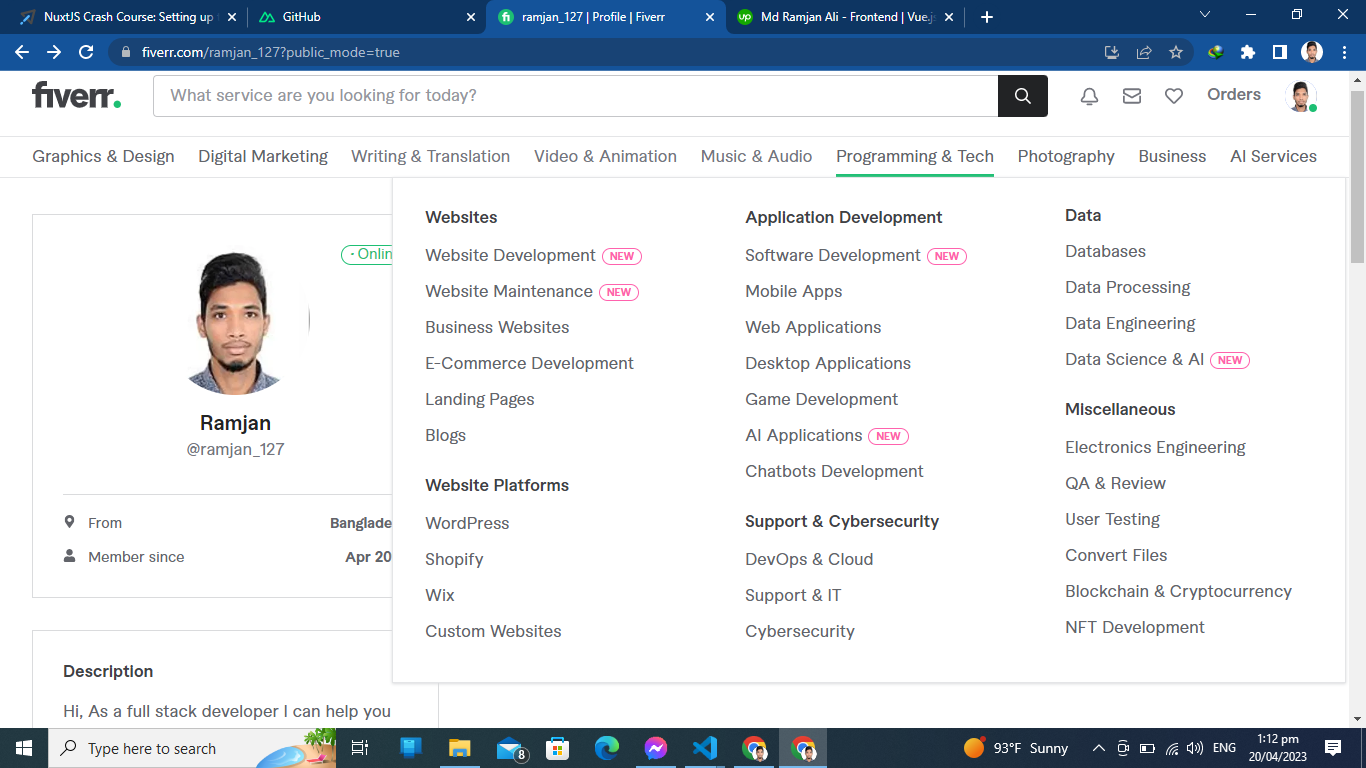 NuxtJS Crash Course: Setting up
GitHub
ramjan_127 | Profile | Fiverr
Md Ramjan Ali - Frontend | Vue.js
fiverr.com/ramjan_127?public_mode=true
fiverr.
What service are you looking for today?
Orders
Graphics & Design
Digital Marketing
Writing & Translation
Video & Animation
Music & Audio
Programming & Tech
Photography
Business
AI Services
Onlin
Ramjan
@ramjan_127
From
Banglade
Member since
Apr 20
Description
Hi, As a full stack developer I can help you
Websites
Website Development NEW
Website Maintenance NEW
Business Websites
E-Commerce Development
Landing Pages
Blogs
Website Platforms
WordPress
Shopify
Wix
Custom Websites
Application Development
Software Development NEW
Mobile Apps
Web Applications
Desktop Applications
Game Development
AI Applications NEW
Chatbots Development
Support & Cybersecurity
DevOps & Cloud
Support & IT
Cybersecurity
Data
Databases
Data Processing
Data Engineering
Data Science & AI NEW
Miscellaneous
Electronics Engineering
QA & Review
User Testing
Convert Files
Blockchain & Cryptocurrency
NFT Development
Type here to search
8
93°F Sunny
ENG
1:12 pm
20/04/2023